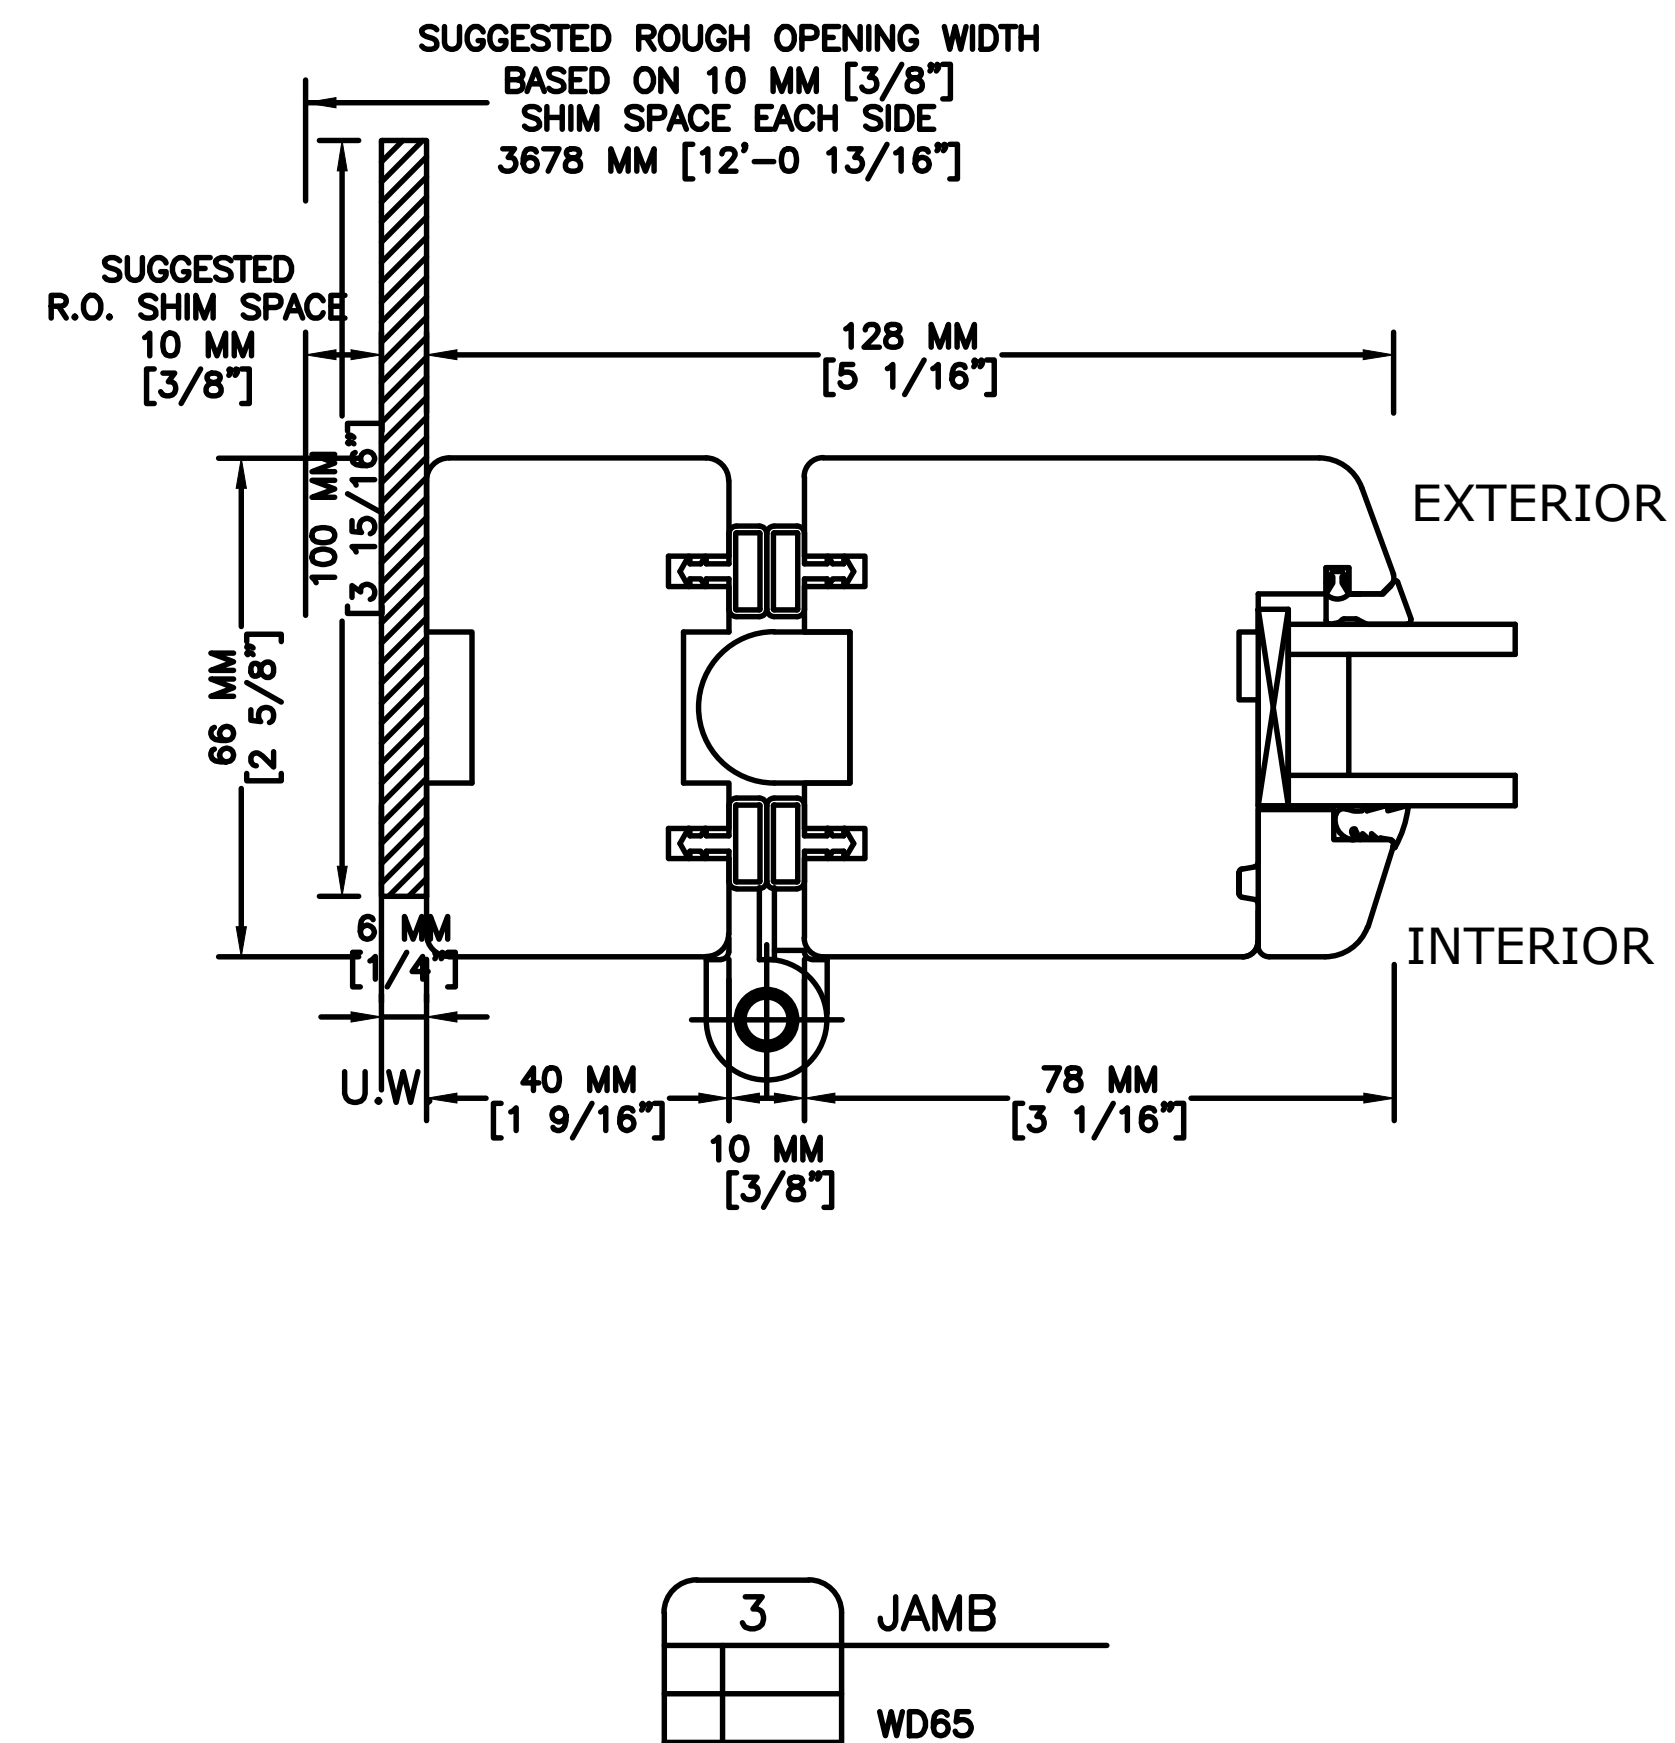 SUGGESTED ROUGH OPENING WIDTH
BASED ON 10 MM [3/8"]
SHIM SPACE EACH SIDE
3678 MM [12'-0 13/16"]
SUGGESTED
R.O. SHIM SPACE
10 MM
[3/8"]
128 MM
[5 1/16"]
100 MM
[3 15/16"]
EXTERIOR
66 MM
[2 5/8"]
6 MM
[1/4"]
INTERIOR
U.W.
40 MM
[1 9/16"]
78 MM
[3 1/16"]
10 MM
[3/8"]
3 JAMB
WD65